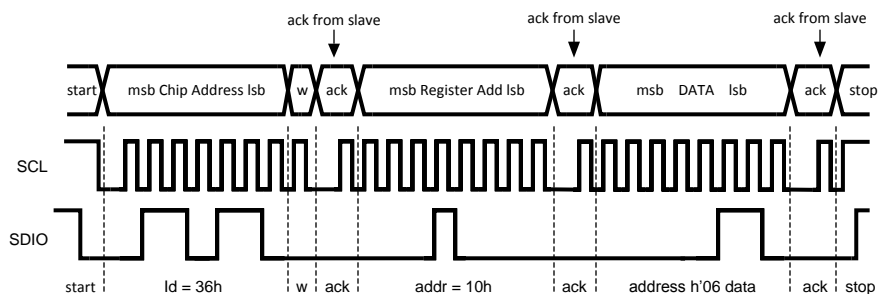 ack from slave ack from slave ack from slave
start msb Chip Address lsb w ack msb Register Add lsb ack msb DATA lsb ack stop
SCL
SDIO
start Id = 36h w ack addr = 10h ack address h'06 data ack stop